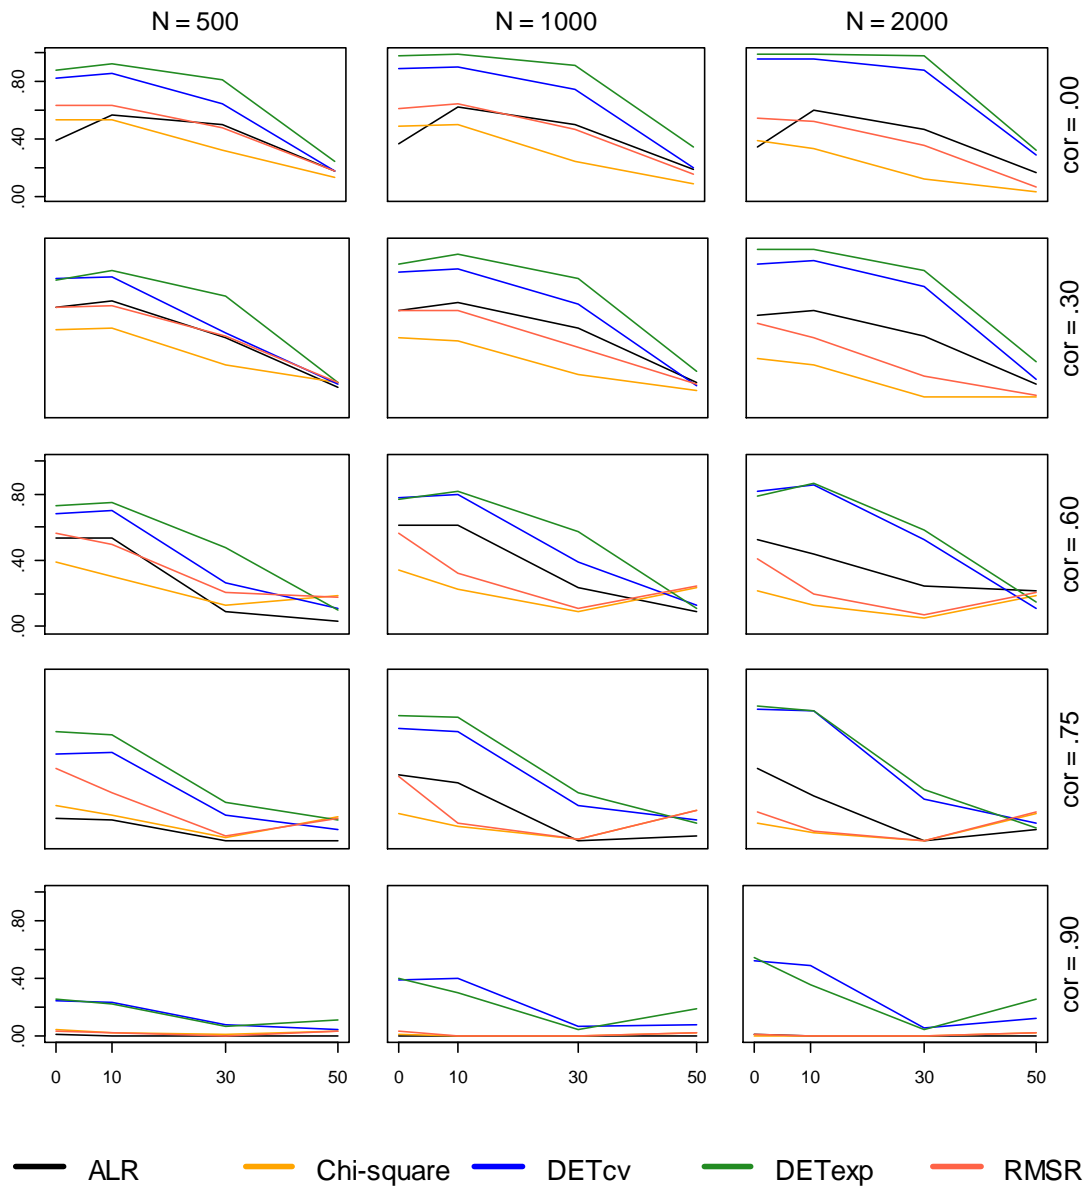 N = 500 N = 1000 N = 2000
.80
.40
.00
cor = .00
cor = .30
.80
.40
.00
cor = .60
cor = .75
.80
.40
.00
cor = .90
0 10 30 50 0 10 30 50 0 10 30 50
ALR Chi-square DETcv DETexp RMSR